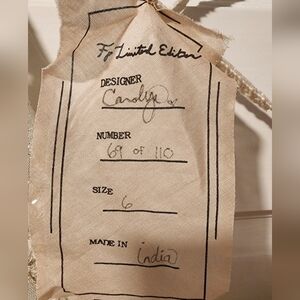 Limited Edition
DESIGNER
NUMBER
69 of 110
SIZE
6
MADE IN
India